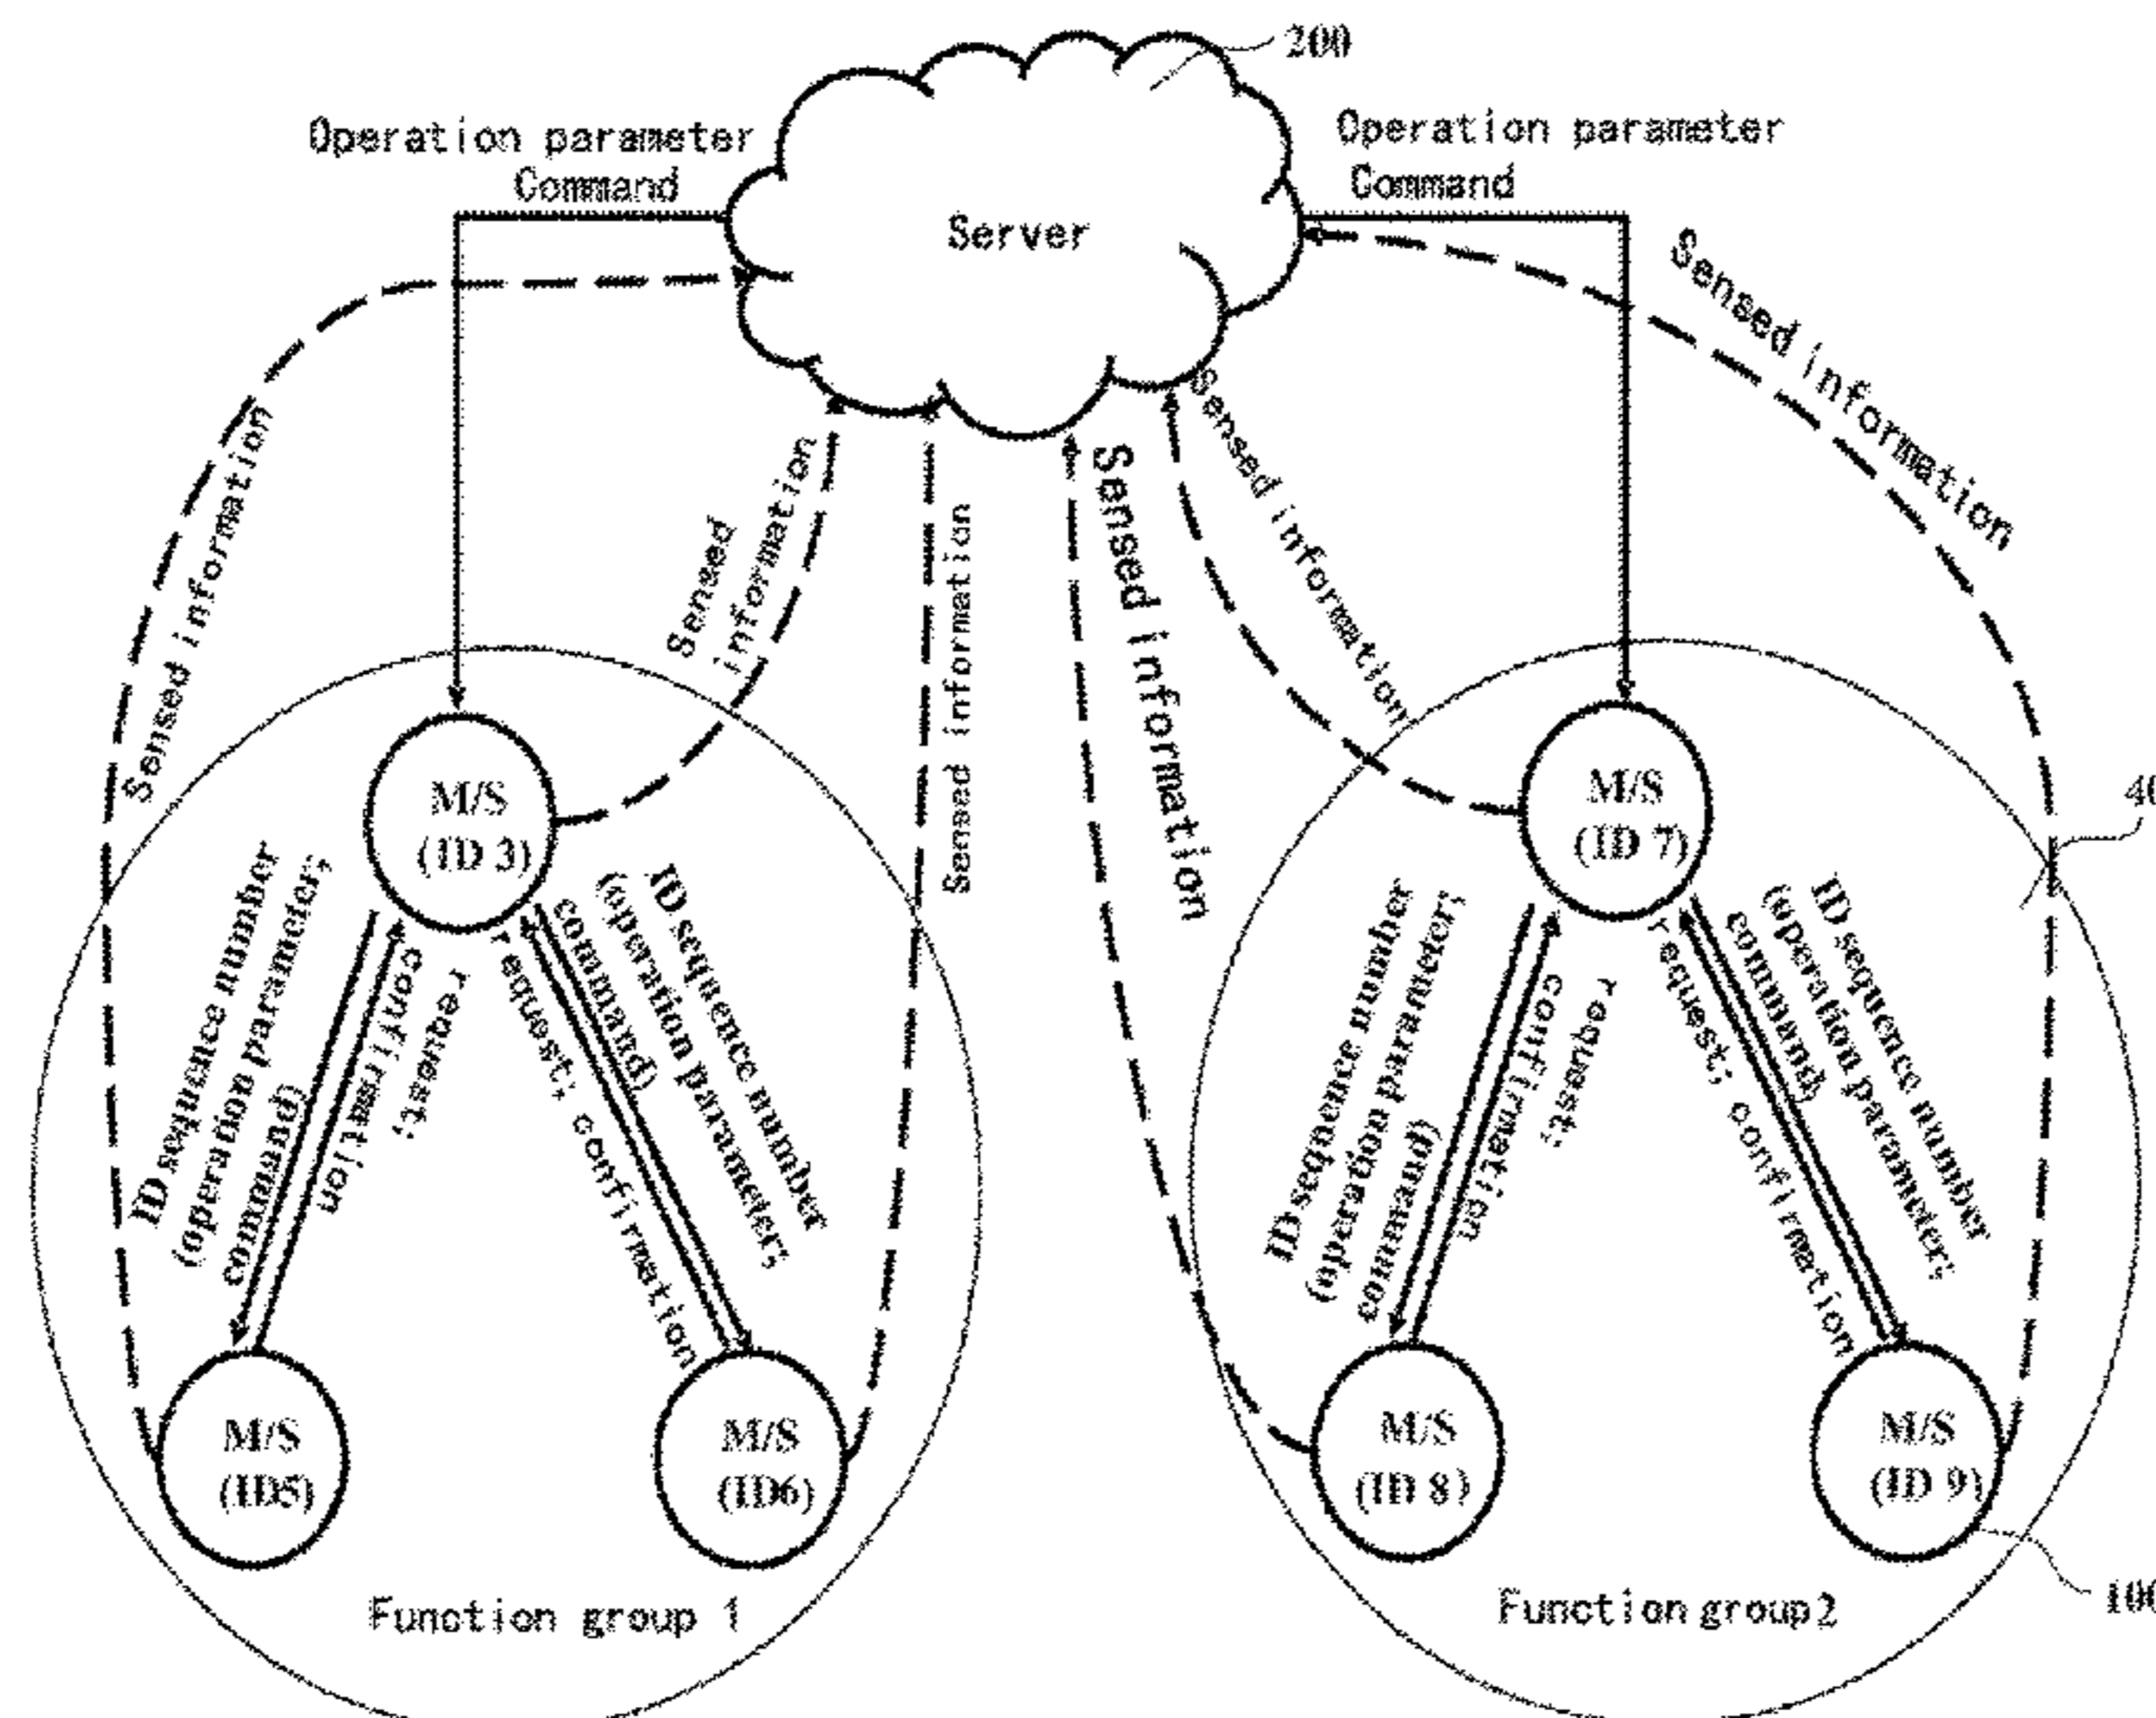 200
Operation parameter
Command
Operation parameter
Command
Server
Sensed information
Sensed information
Sensed
information
Sensed information
Sensed information
Sensed information
M/S
(ID 3)
M/S
(ID 7)
40
ID sequence number
(operation parameter;
command)
request;
confirmation
ID sequence number
(operation parameter;
command)
request; confirmation
ID sequence number
(operation parameter;
command)
request;
confirmation
ID sequence number
(operation parameter;
command)
request; confirmation
M/S
(ID5)
M/S
(ID6)
M/S
(ID 8)
M/S
(ID 9)
100
Function group 1
Function group2